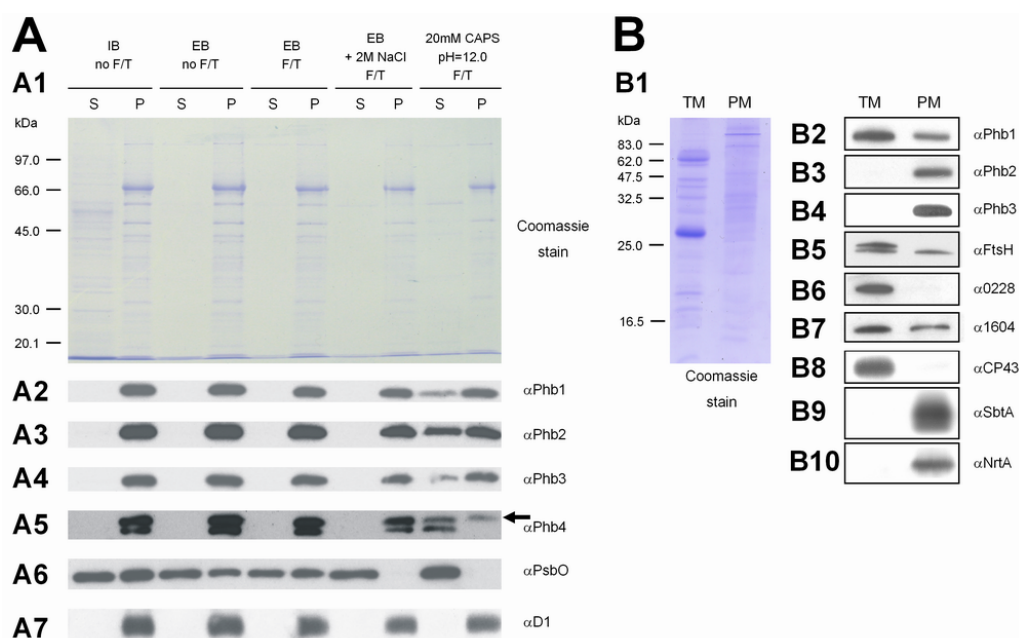 A
IB
no F/T
EB
no F/T
EB
F/T
EB
+ 2M NaCl
F/T
20mM CAPS
pH=12.0
F/T
A1
S P S P S P S P S P
kDa
97.0
66.0
45.0
30.0
20.1
Coomassie
stain
A2 αPhb1
A3 αPhb2
A4 αPhb3
A5 αPhb4
A6 αPsbO
A7 αD1
B
B1
TM PM
kDa
83.0
62.0
47.5
32.5
25.0
16.5
Coomassie
stain
TM PM
B2 αPhb1
B3 αPhb2
B4 αPhb3
B5 αFtsH
B6 α0228
B7 α1604
B8 αCP43
B9 αSbtA
B10 αNrtA